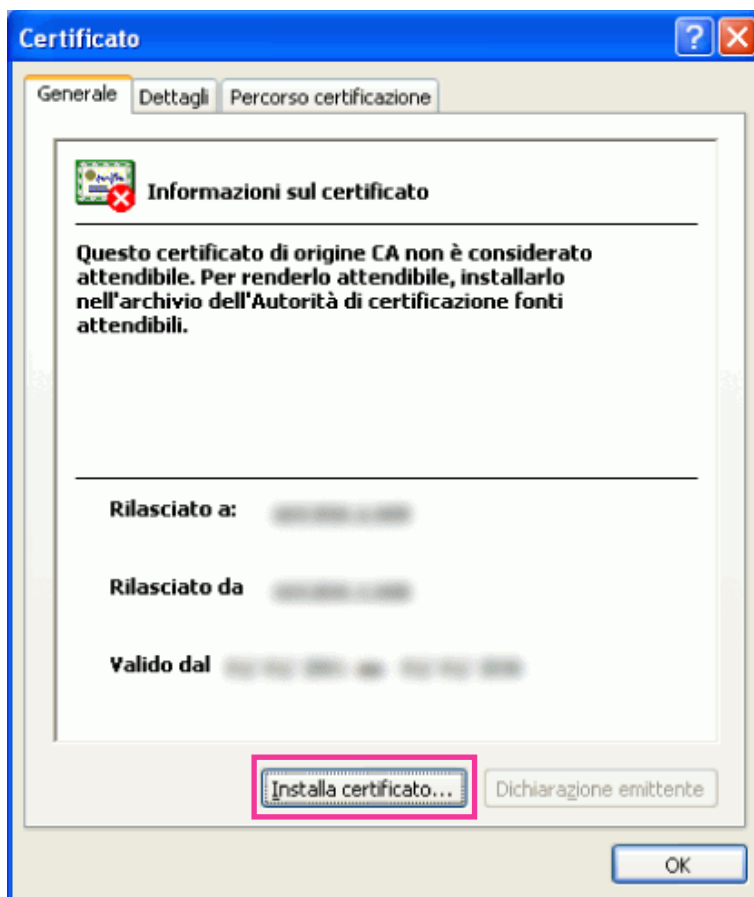 Certificato
Generale Dettagli Percorso certificazione
Informazioni sul certificato
Questo certificato di origine CA non è considerato
attendibile. Per renderlo attendibile, installarlo
nell'archivio dell'Autorità di certificazione fonti
attendibili.
Rilasciato a:
Rilasciato da
Valido dal
Installa certificato... Dichiarazione emittente
OK